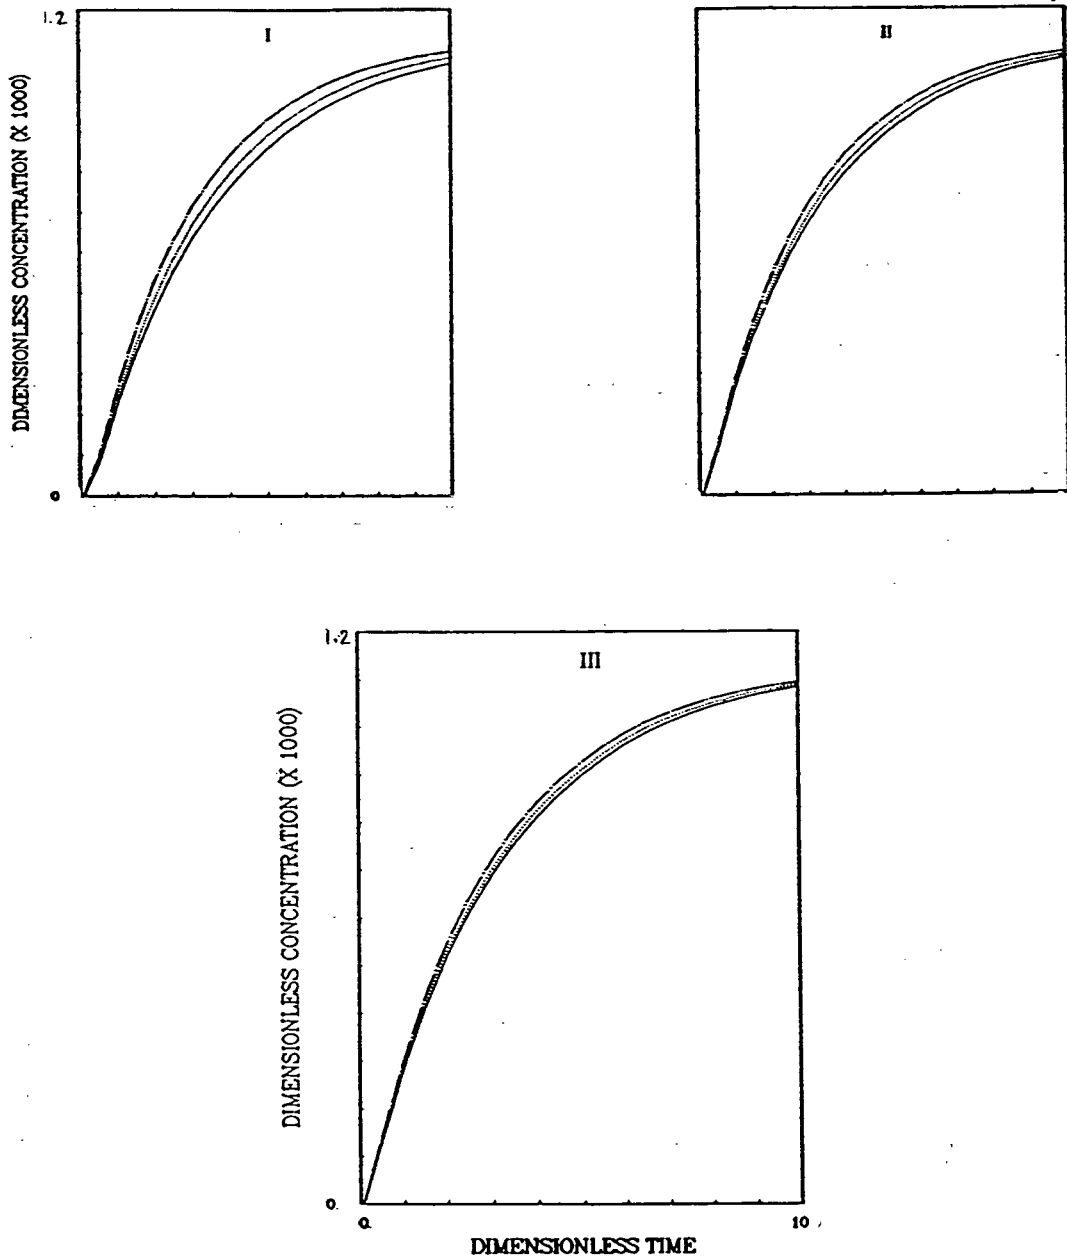 1.2
I
DIMENSIONLESS CONCENTRATION (X 1000)
0
II
1.2
III
DIMENSIONLESS CONCENTRATION (X 1000)
0.
0.
10
DIMENSIONLESS TIME